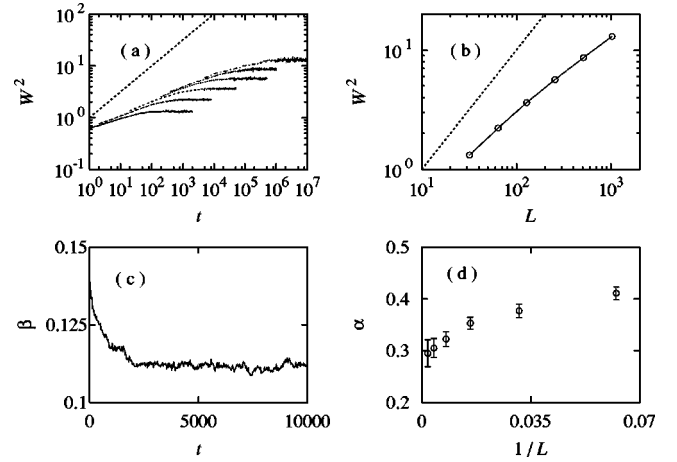 10^2
10^1
10^0
10^-1
W^2
( a )
10^0 10^1 10^2 10^3 10^4 10^5 10^6 10^7
t
10^1
10^0
W^2
( b )
10^1 10^2 10^3
L
0.15
0.125
0.1
β
( c )
0 5000 10000
t
0.5
0.4
0.3
0.2
α
( d )
0 0.035 0.07
1/L